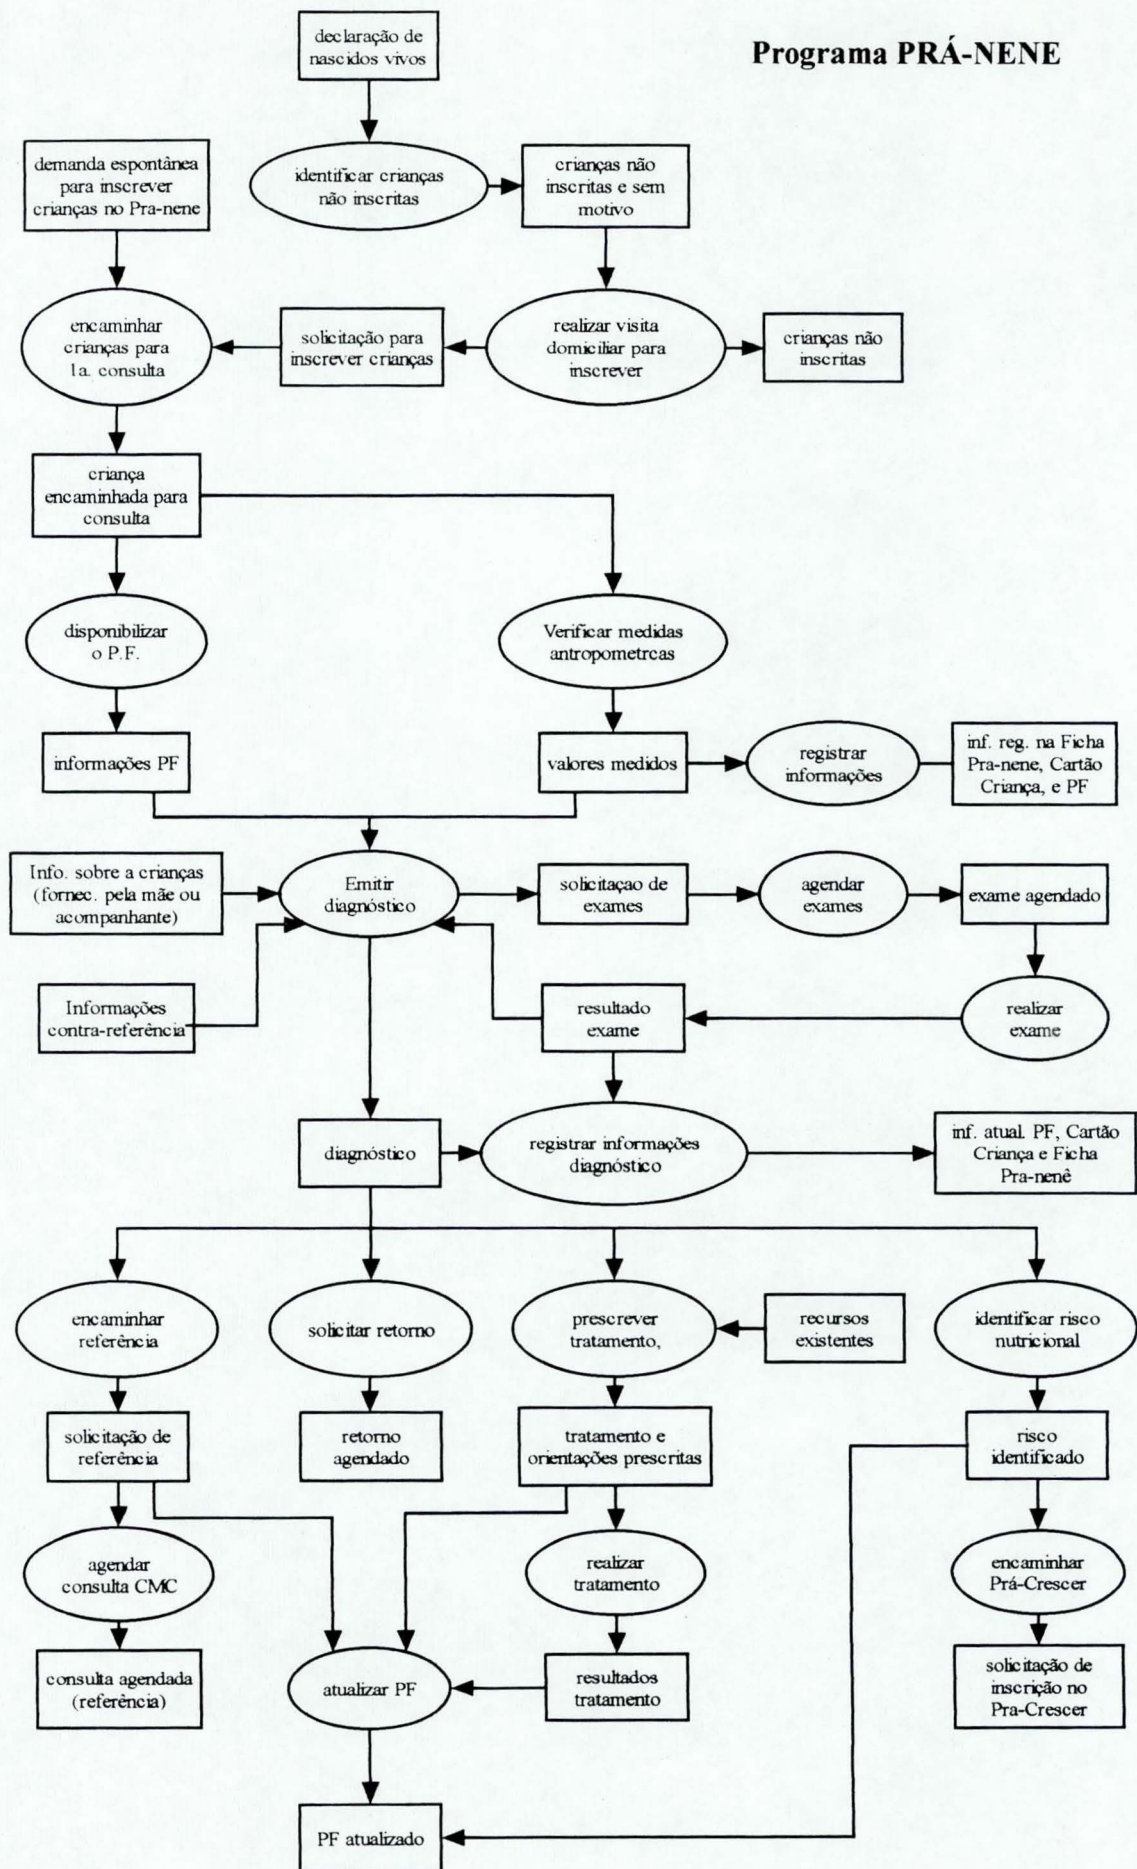 Programa PRÁ-NENE
declaração de
nascidos vivos
demanda espontânea
para inscrever
crianças no Pra-nene
identificar crianças
não inscritas
crianças não
inscritas e sem
motivo
encaminhar
crianças para
1a. consulta
solicitação para
inscrever crianças
realizar visita
domiciliar para
inscrever
crianças não
inscritas
criança
encaminhada para
consulta
disponibilizar
o P.F.
Verificar medidas
antropometrcas
informações PF
valores medidos
registrar
informações
inf. reg. na Ficha
Pra-nene, Cartão
Criança, e PF
Info. sobre a crianças
(fornec. pela mãe ou
acompanhante)
Emitir
diagnóstico
solicitaçao de
exames
agendar
exames
exame agendado
Informações
contra-referência
resultado
exame
realizar
exame
diagnóstico
registrar informações
diagnóstico
inf. atual. PF, Cartão
Criança e Ficha
Pra-nenê
encaminhar
referência
solicitar retorno
prescrever
tratamento,
recursos
existentes
identificar risco
nutricional
solicitação de
referência
retorno
agendado
tratamento e
orientações prescritas
risco
identificado
agendar
consulta CMC
realizar
tratamento
encaminhar
Prá-Crescer
consulta agendada
(referência)
atualizar PF
resultados
tratamento
solicitação de
inscrição no
Pra-Crescer
PF atualizado